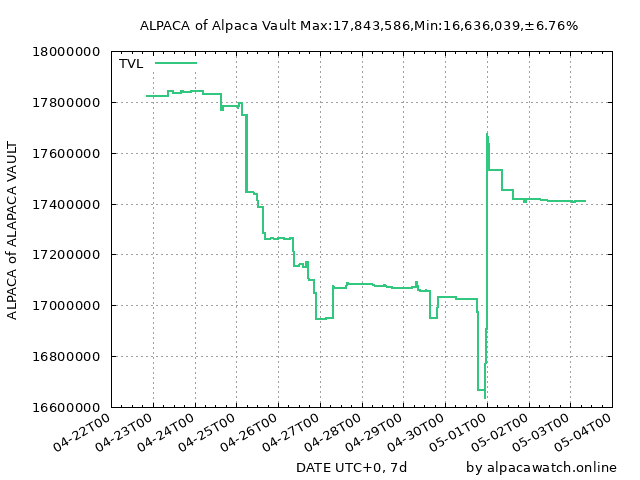 ALPACA of Alpaca Vault Max:17,843,586,Min:16,636,039,±6.76%
TVL
ALPACA of ALAPACA VAULT
18000000
17800000
17600000
17400000
17200000
17000000
16800000
16600000
04-22T00
04-23T00
04-24T00
04-25T00
04-26T00
04-27T00
04-28T00
04-29T00
04-30T00
05-01T00
05-02T00
05-03T00
05-04T00
DATE UTC+0, 7d
by alpacawatch.online